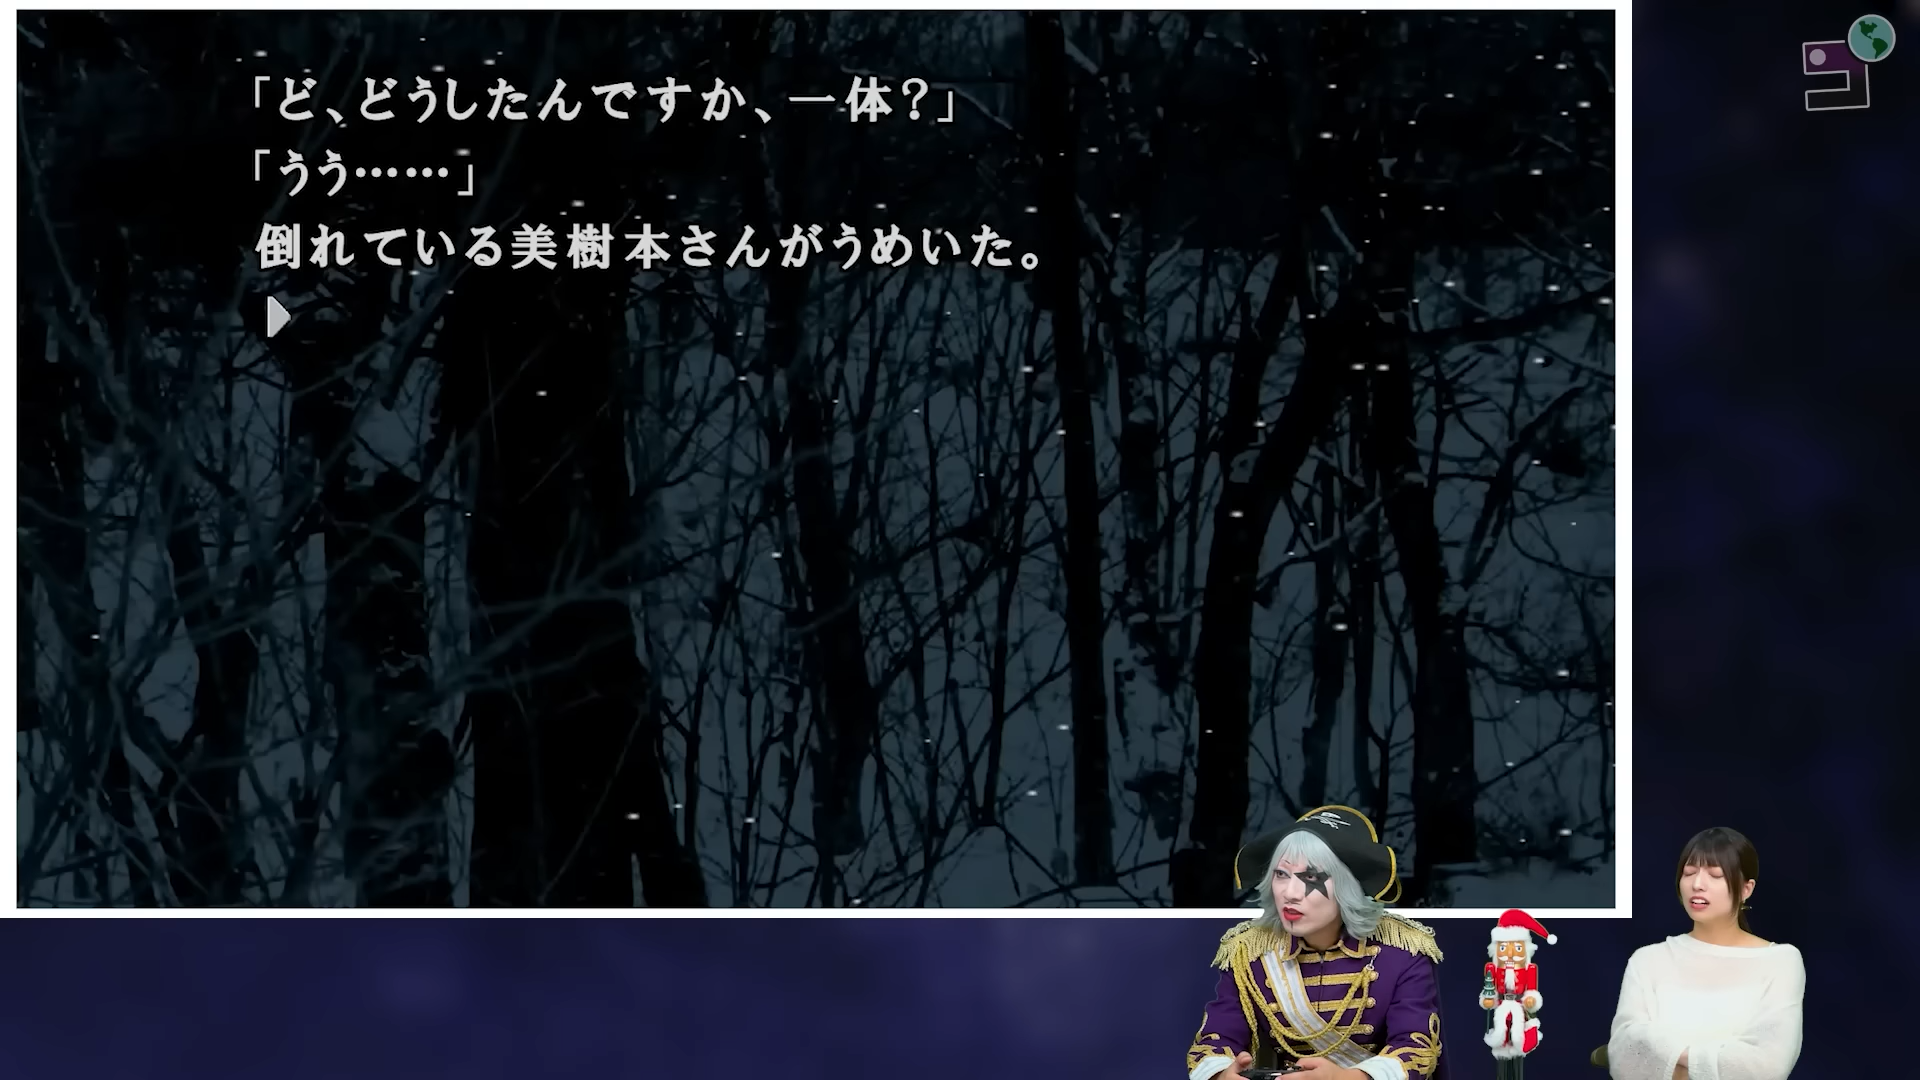 「ど、どうしたんですか、一体？」
「うう……」
倒れている美樹本さんがうめいた。